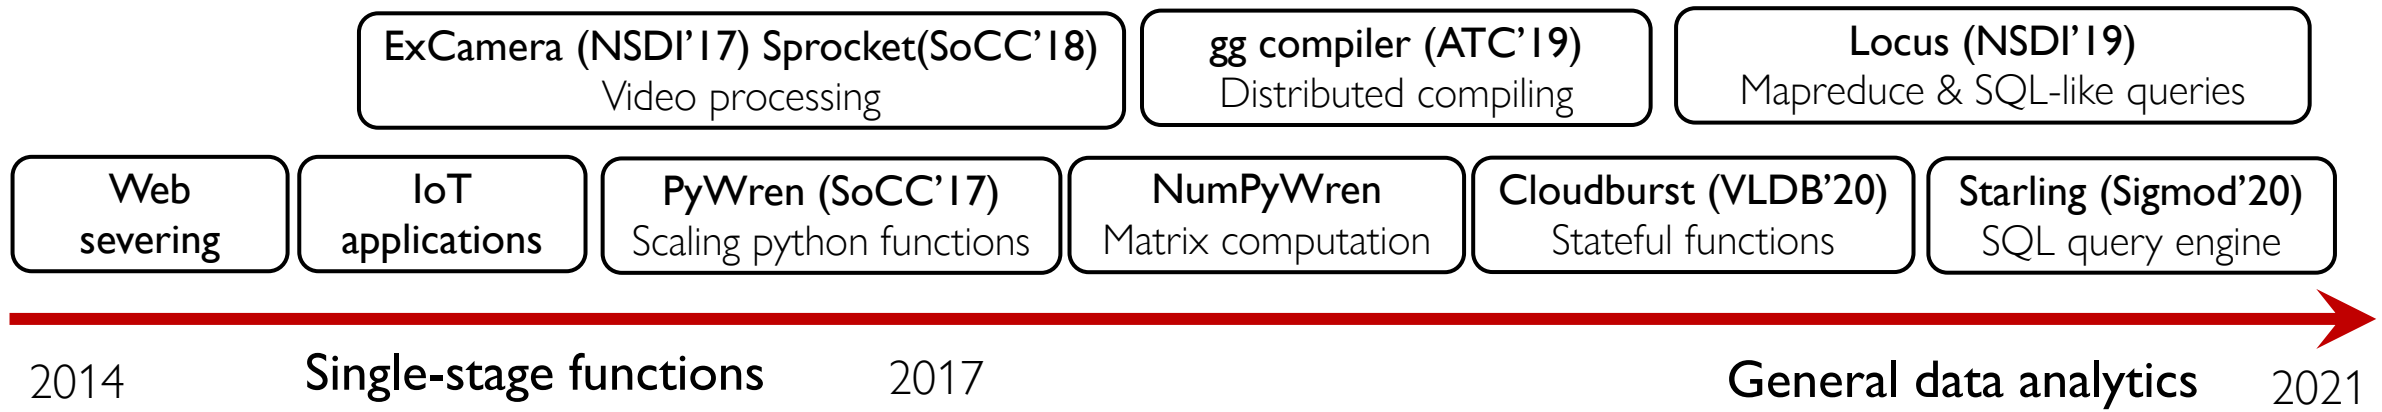 ExCamera (NSDI'17) Sprocket(SoCC'18)
Video processing
gg compiler (ATC'19)
Distributed compiling
Locus (NSDI'19)
Mapreduce & SQL-like queries
Web
severing
IoT
applications
PyWren (SoCC'17)
Scaling python functions
NumPyWren
Matrix computation
Cloudburst (VLDB'20)
Stateful functions
Starling (Sigmod'20)
SQL query engine
2014
Single-stage functions
2017
General data analytics
2021